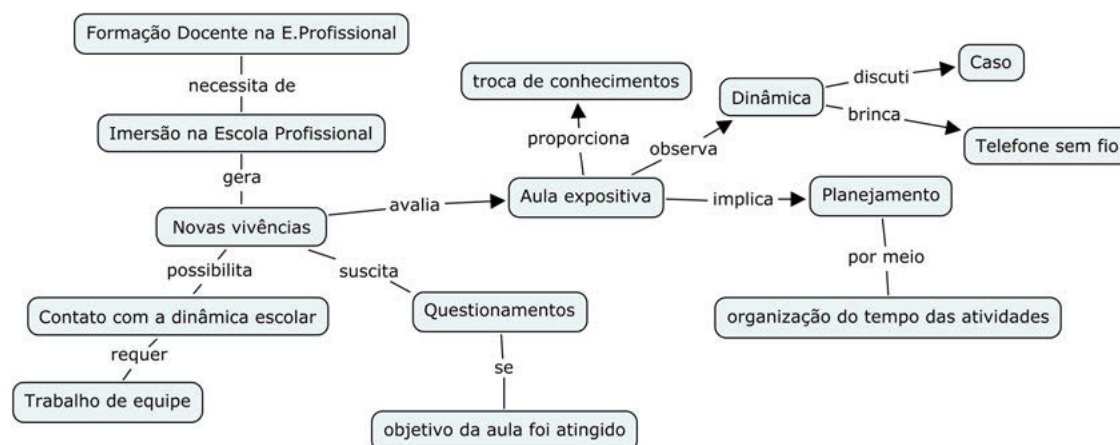 Formação Docente na E.Profissional
necessita de
Imersão na Escola Profissional
gera
Novas vivências
possibilita
Contato com a dinâmica escolar
requer
Trabalho de equipe
suscita
Questionamentos
se
objetivo da aula foi atingido
avalia
Aula expositiva
proporciona
troca de conhecimentos
observa
Dinâmica
discuti
Caso
brinca
Telefone sem fio
implica
Planejamento
por meio
organização do tempo das atividades